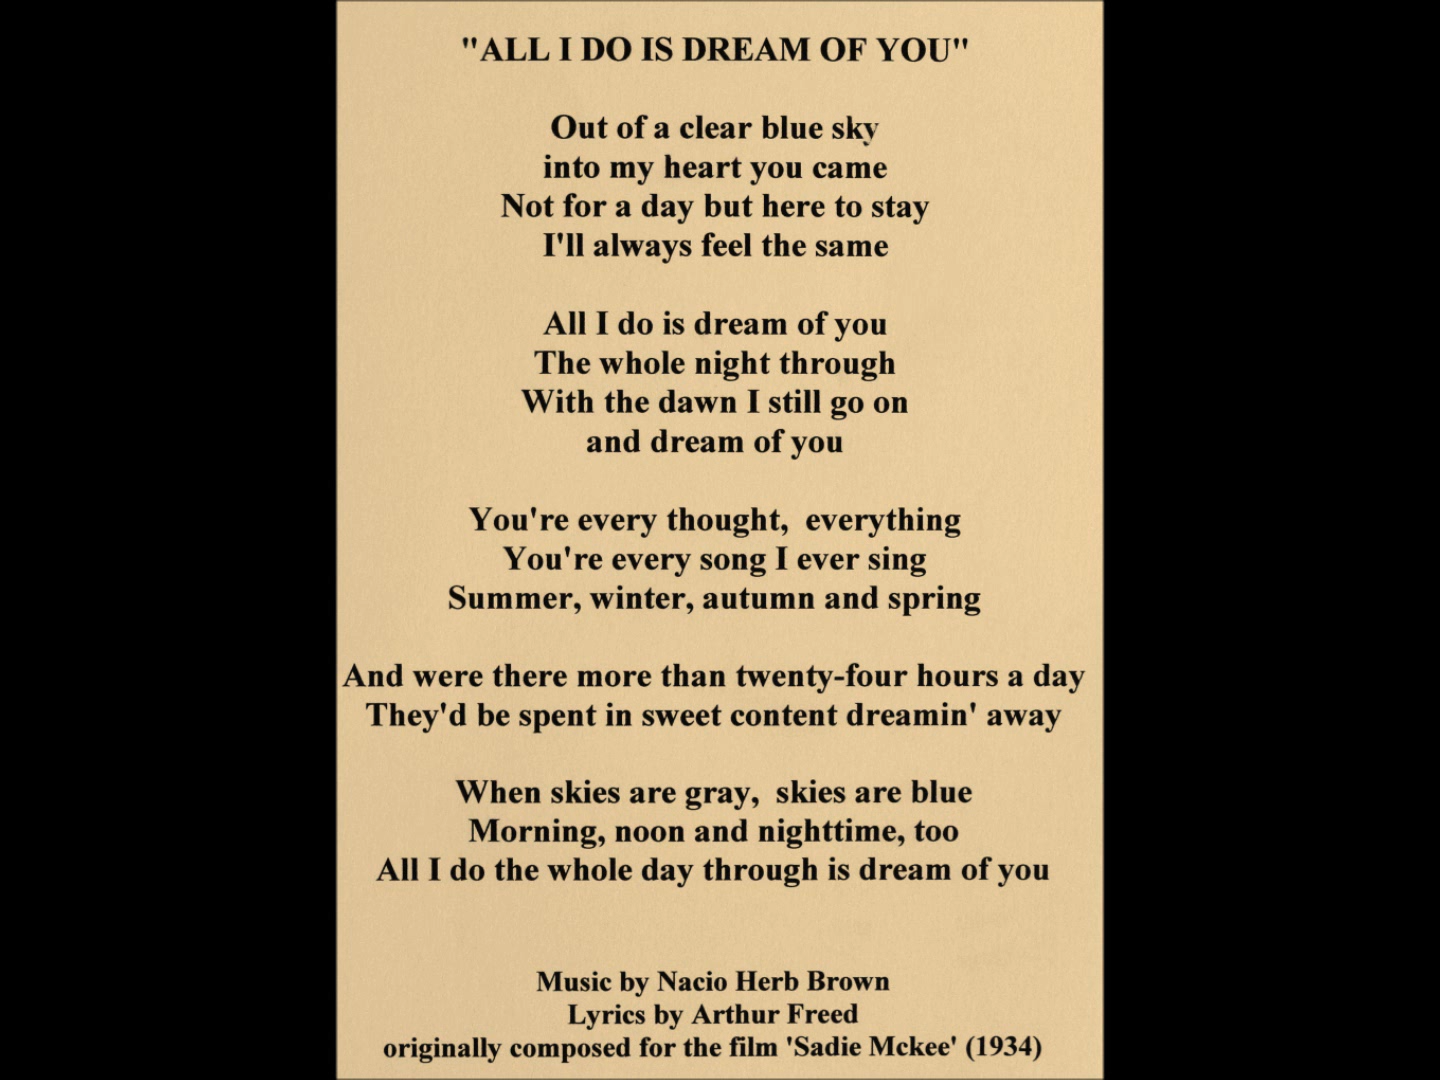 "ALL I DO IS DREAM OF YOU"
Out of a clear blue sky
into my heart you came
Not for a day but here to stay
I'll always feel the same
All I do is dream of you
The whole night through
With the dawn I still go on
and dream of you
You're every thought,  everything
You're every song I ever sing
Summer, winter, autumn and spring
And were there more than twenty-four hours a day
They'd be spent in sweet content dreamin' away
When skies are gray,  skies are blue
Morning, noon and nighttime, too
All I do the whole day through is dream of you
Music by Nacio Herb Brown
Lyrics by Arthur Freed
originally composed for the film 'Sadie Mckee' (1934)